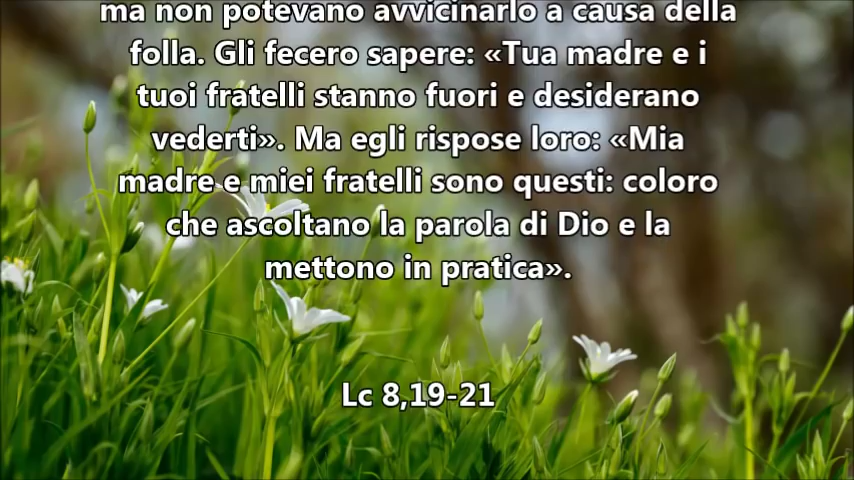 ma non potevano avvicinarlo a causa della
folla. Gli fecero sapere: «Tua madre e i
tuoi fratelli stanno fuori e desiderano
vederti». Ma egli rispose loro: «Mia
madre e miei fratelli sono questi: coloro
che ascoltano la parola di Dio e la
mettono in pratica».
Lc 8,19-21